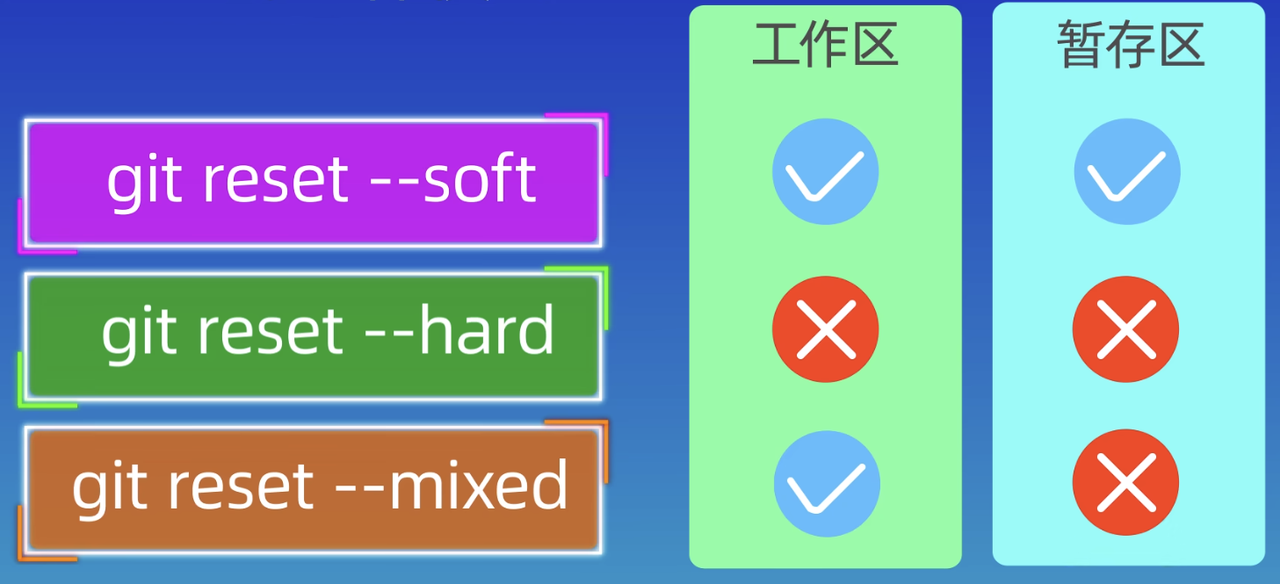 工作区
暂存区
git reset --soft
git reset --hard
git reset --mixed